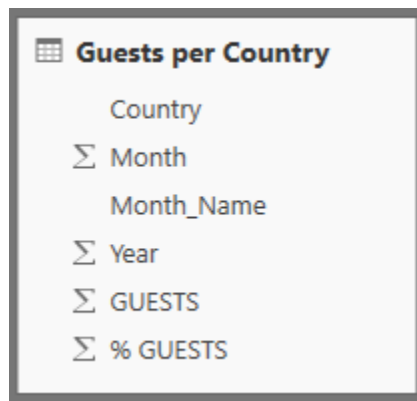 Guests per Country
Country
Σ Month
Month_Name
Σ Year
Σ GUESTS
Σ % GUESTS